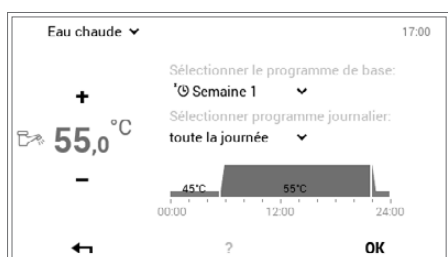 Eau chaude
17:00
Sélectionner le programme de base:
Semaine 1
Sélectionner programme journalier:
toute la journée
+
55,0°C
−
45°C 55°C
00:00 12:00 24:00
? OK